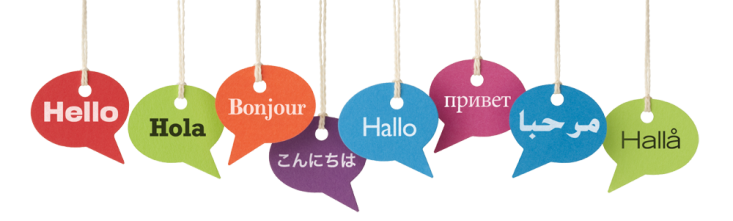 Hello
Hola
Bonjour
こんにちは
Hallo
привет
مرحبا
Hallå